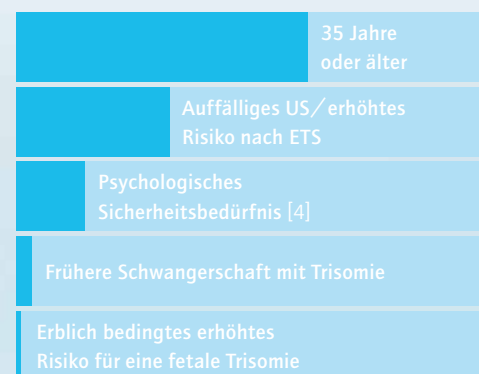 35 Jahre
oder älter
Auffälliges US/erhöhtes
Risiko nach ETS
Psychologisches
Sicherheitsbedürfnis [4]
Frühere Schwangerschaft mit Trisomie
Erblich bedingtes erhöhtes
Risiko für eine fetale Trisomie